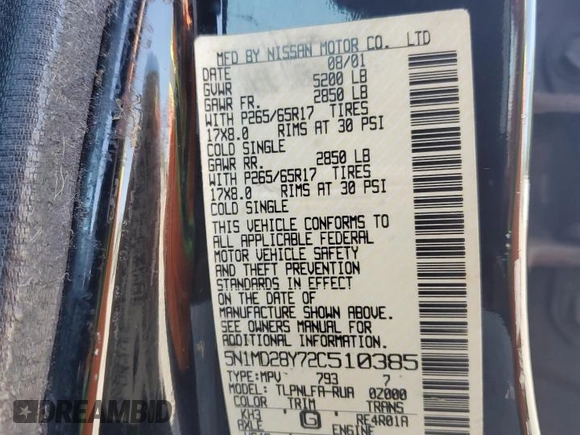 MFD BY NISSAN MOTOR CO. LTD
DATE 08/01
GVWR 5200 LB
GAWR FR. 2850 LB
WITH P265/65R17 TIRES
17X8.0 RIMS AT 30 PSI
COLD SINGLE
GAWR RR. 2850 LB
WITH P265/65R17 TIRES
17X8.0 RIMS AT 30 PSI
COLD SINGLE
THIS VEHICLE CONFORMS TO
ALL APPLICABLE FEDERAL
MOTOR VEHICLE SAFETY
AND THEFT PREVENTION
STANDARDS IN EFFECT
ON THE DATE OF
MANUFACTURE SHOWN ABOVE.
SEE OWNERS MANUAL FOR
ADDITIONAL INFORMATION.
5N1MD28Y72C510385
TYPE:MPV 793 7
MODEL: TLPNLFA-RUA 0Z000
COLOR TRIM TRANS
KH3 G RE4R01A
ENGINE
DREAMBID